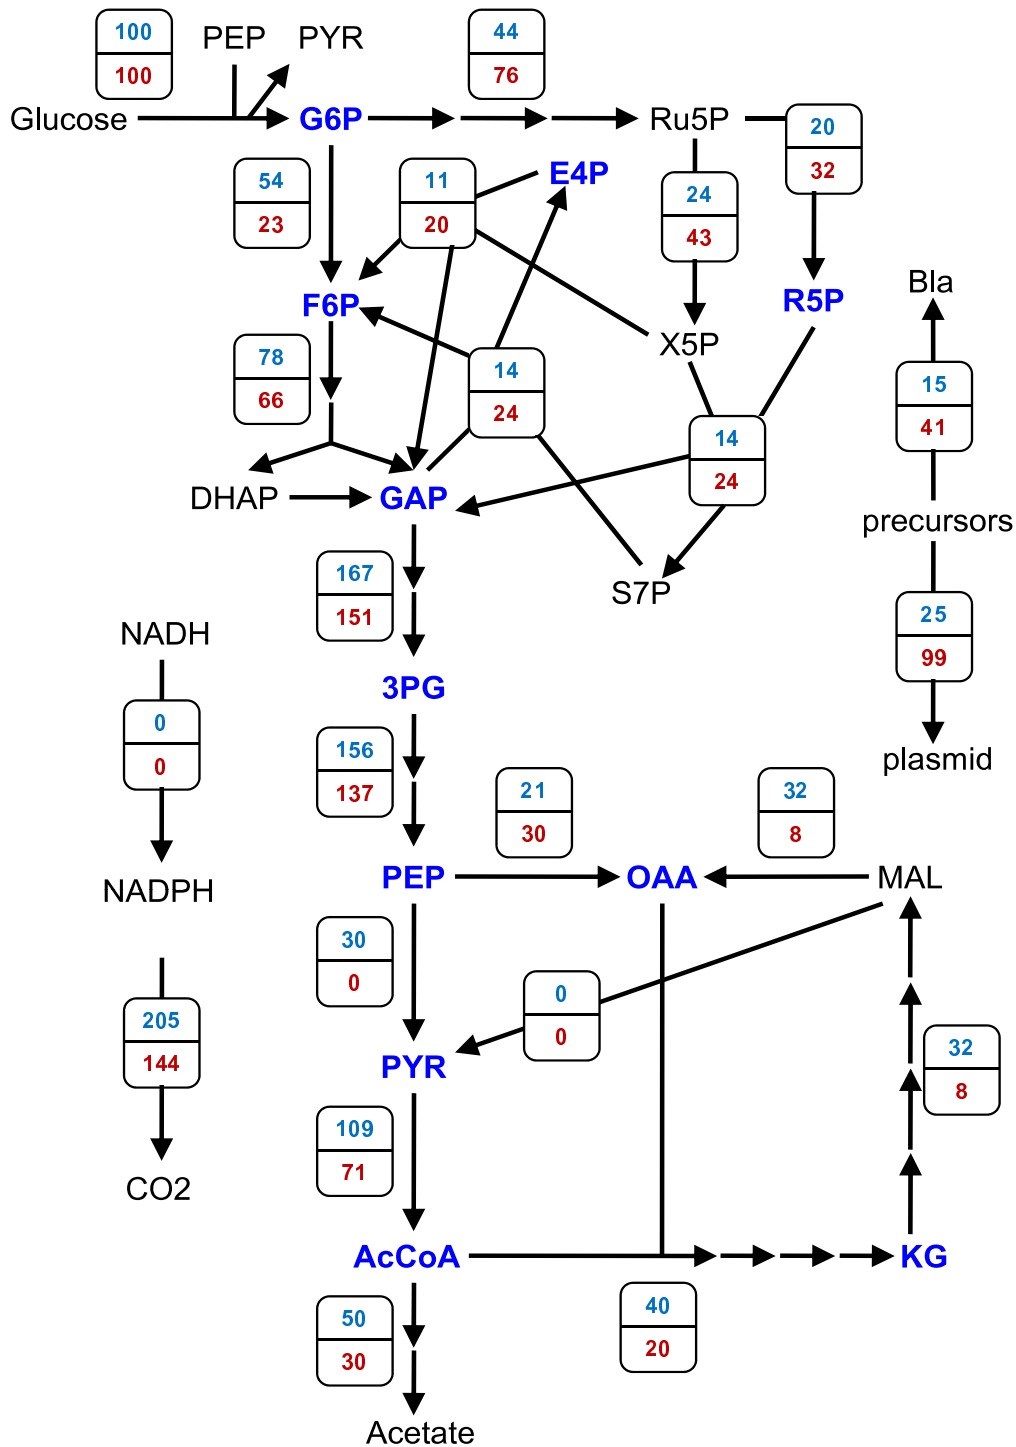 100
100
PEP
PYR
44
76
Glucose
G6P
Ru5P
20
32
54
23
11
20
E4P
24
43
F6P
R5P
Bla
X5P
78
66
14
24
15
41
14
24
DHAP
GAP
precursors
167
151
S7P
25
99
NADH
3PG
0
0
156
137
plasmid
21
30
32
8
NADPH
PEP
OAA
MAL
30
0
0
0
205
144
32
8
PYR
109
71
CO2
AcCoA
KG
50
30
40
20
Acetate